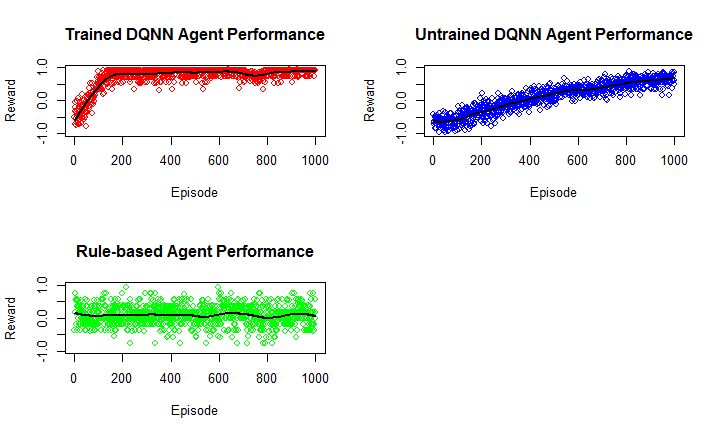 Trained DQNN Agent Performance
Reward
1.0
0.0
-1.0
0 200 400 600 800 1000
Episode
Untrained DQNN Agent Performance
Reward
1.0
0.0
-1.0
0 200 400 600 800 1000
Episode
Rule-based Agent Performance
Reward
1.0
0.0
-1.0
0 200 400 600 800 1000
Episode